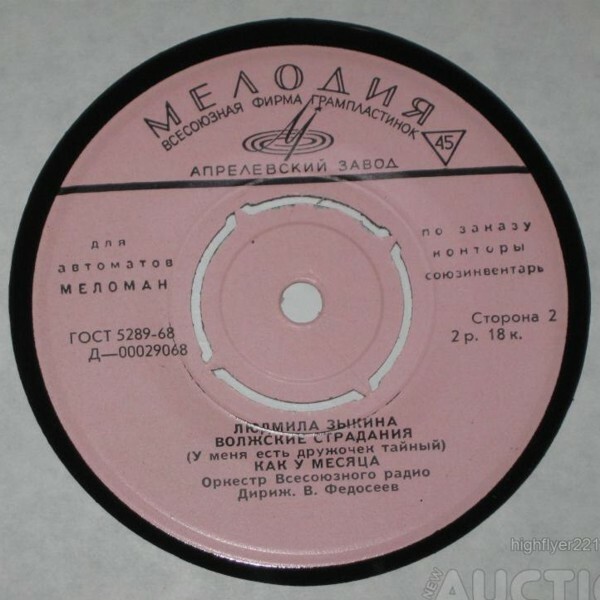 МЕЛОДИЯ
ВСЕСОЮЗНАЯ ФИРМА ГРАМПЛАСТИНОК
45
АПРЕЛЕВСКИЙ ЗАВОД
для
автоматов
МЕЛОМАН
по заказу
конторы
союзинвентарь
ГОСТ 5289-68
Д—00029068
Сторона 2
2 р. 18 к.
ЛЮДМИЛА ЗЫКИНА
ВОЛЖСКИЕ СТРАДАНИЯ
(У меня есть дружочек тайный)
КАК У МЕСЯЦА
Оркестр Всесоюзного радио
Дириж. В. Федосеев
highflyer221
NEW
AUCTIO